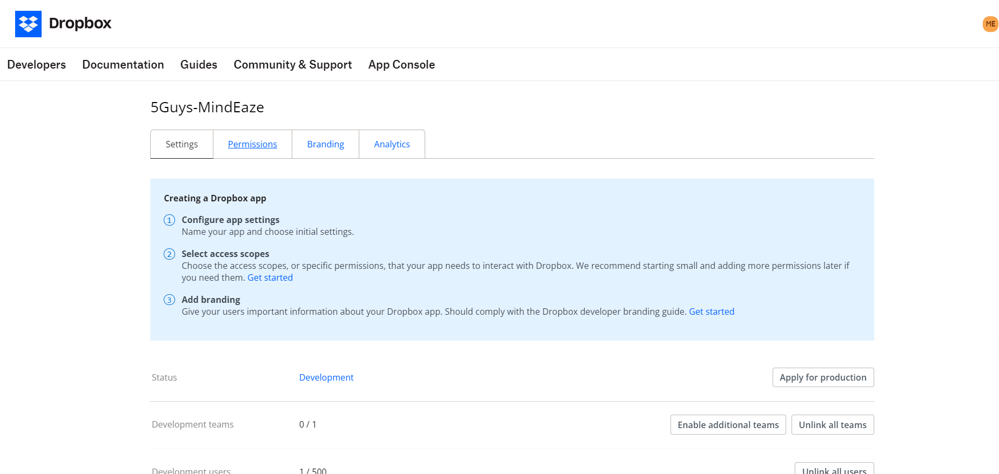 Dropbox
ME
Developers Documentation Guides Community & Support App Console
5Guys-MindEaze
Settings Permissions Branding Analytics
Creating a Dropbox app
1 Configure app settings
Name your app and choose initial settings.
2 Select access scopes
Choose the access scopes, or specific permissions, that your app needs to interact with Dropbox. We recommend starting small and adding more permissions later if
you need them. Get started
3 Add branding
Give your users important information about your Dropbox app. Should comply with the Dropbox developer branding guide. Get started
Status Development Apply for production
Development teams 0 / 1 Enable additional teams Unlink all teams
Development users 1 / 500 Unlink all users